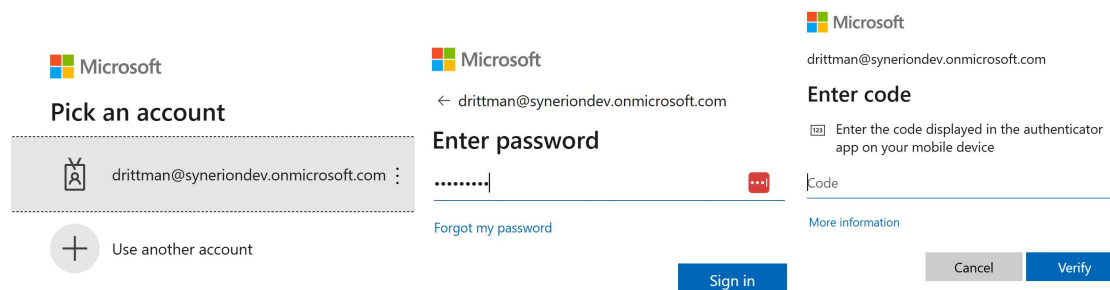 Microsoft
Pick an account
drittman@syneriondev.onmicrosoft.com
Use another account
Microsoft
← drittman@syneriondev.onmicrosoft.com
Enter password
•••••••••
Forgot my password
Sign in
Microsoft
drittman@syneriondev.onmicrosoft.com
Enter code
123 Enter the code displayed in the authenticator
app on your mobile device
Code
More information
Cancel Verify